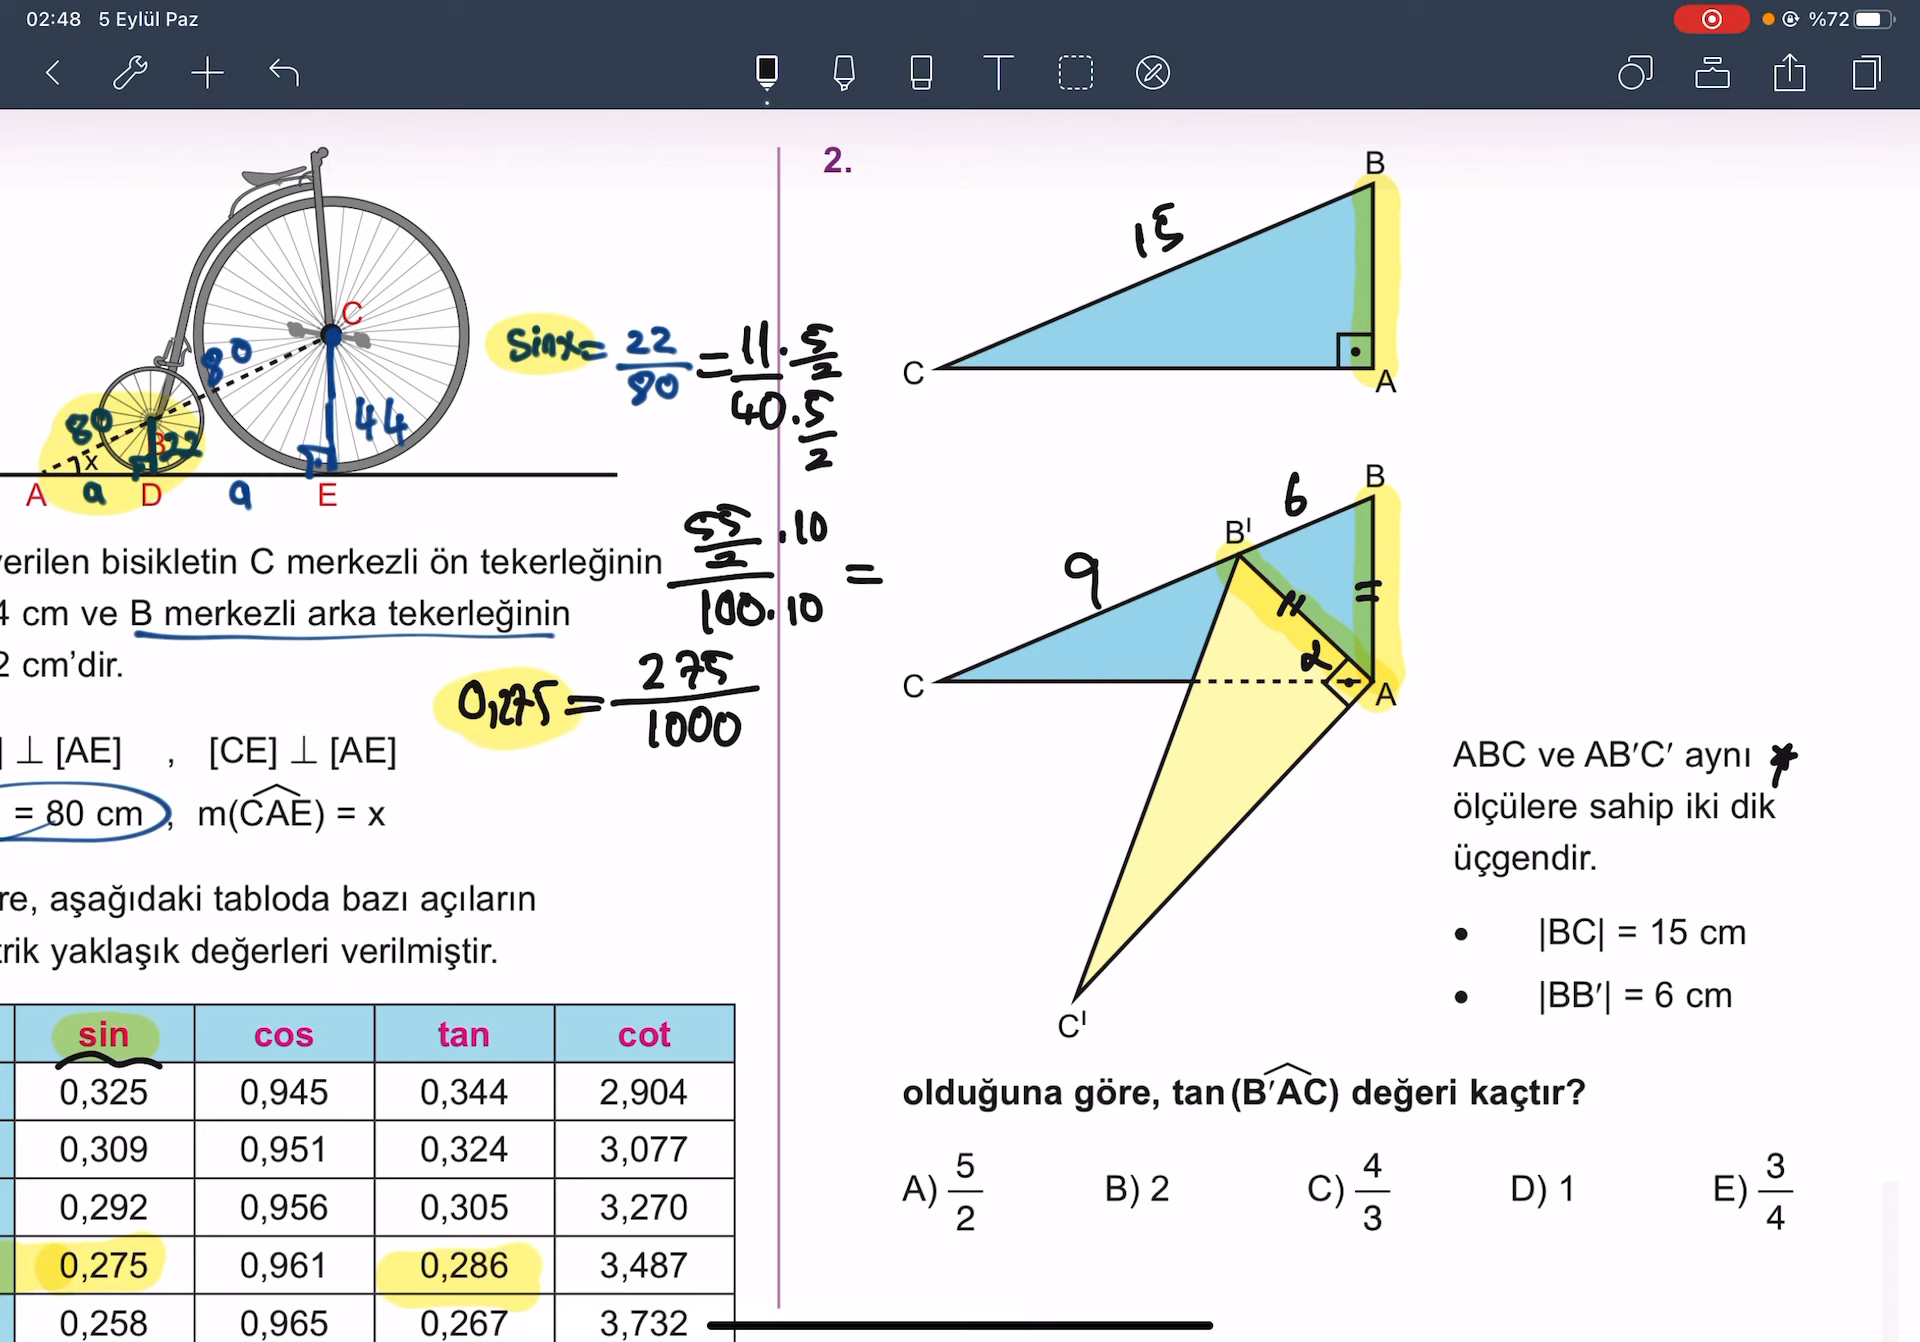 02:48 5 Eylül Paz
%72
C
80
80
B
22
44
x
A a D a E
sinx = 22/80 = 11.5/2 / 40.5/2
55/2 .10 / 100.10 =
0,275 = 275/1000
verilen bisikletin C merkezli ön tekerleğinin
4 cm ve B merkezli arka tekerleğinin
2 cm'dir.
] ⊥ [AE] , [CE] ⊥ [AE]
= 80 cm, m(CAE) = x
re, aşağıdaki tabloda bazı açıların
trik yaklaşık değerleri verilmiştir.
sin cos tan cot
0,325 0,945 0,344 2,904
0,309 0,951 0,324 3,077
0,292 0,956 0,305 3,270
0,275 0,961 0,286 3,487
0,258 0,965 0,267 3,732
2.
B
15
C
A
B
6
B'
9
=
=
α
C
A
C'
ABC ve AB'C' aynı *
ölçülere sahip iki dik
üçgendir.
• |BC| = 15 cm
• |BB'| = 6 cm
olduğuna göre, tan(B'AC) değeri kaçtır?
A) 5/2 B) 2 C) 4/3 D) 1 E) 3/4